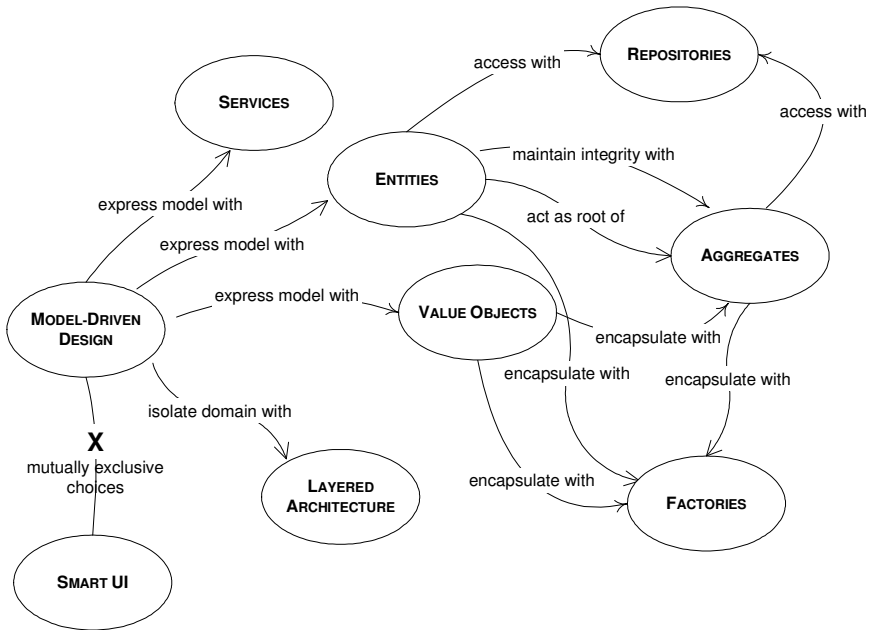 REPOSITORIES
access with
SERVICES
access with
maintain integrity with
ENTITIES
express model with
act as root of
express model with
AGGREGATES
express model with
MODEL-DRIVEN
DESIGN
VALUE OBJECTS
encapsulate with
encapsulate with
encapsulate with
isolate domain with
X
mutually exclusive
choices
encapsulate with
LAYERED
ARCHITECTURE
FACTORIES
SMART UI